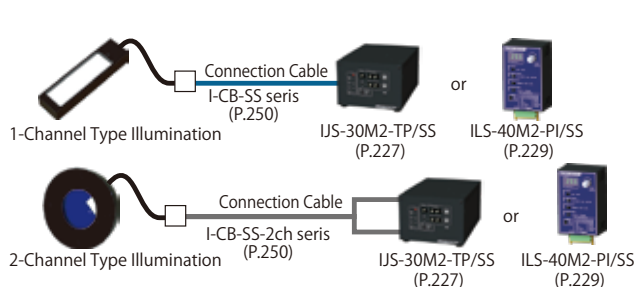 Connection Cable
I-CB-SS seris
(P.250)
or
1-Channel Type Illumination
IJS-30M2-TP/SS
(P.227)
ILS-40M2-PI/SS
(P.229)
Connection Cable
I-CB-SS-2ch seris
(P.250)
or
2-Channel Type Illumination
IJS-30M2-TP/SS
(P.227)
ILS-40M2-PI/SS
(P.229)